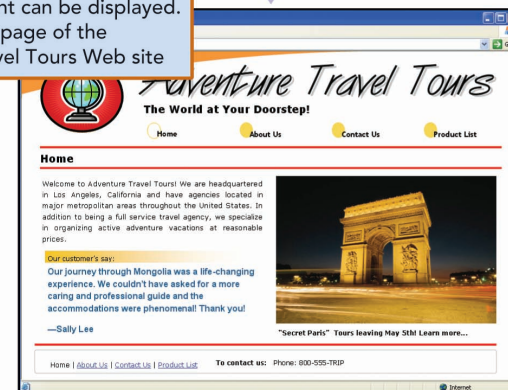 nt can be displayed.
page of the
vel Tours Web site
Adventure Travel Tours
The World at Your Doorstep!
Home About Us Contact Us Product List
Home
Welcome to Adventure Travel Tours! We are headquartered
in Los Angeles, California and have agencies located in
major metropolitan areas throughout the United States. In
addition to being a full service travel agency, we specialize
in organizing active adventure vacations at reasonable
prices.
Our customer's say:
Our journey through Mongolia was a life-changing
experience. We couldn't have asked for a more
caring and professional guide and the
accommodations were phenomenal! Thank you!
—Sally Lee
"Secret Paris" Tours leaving May 5th! Learn more...
Home | About Us | Contact Us | Product List To contact us: Phone: 800-555-TRIP
Internet